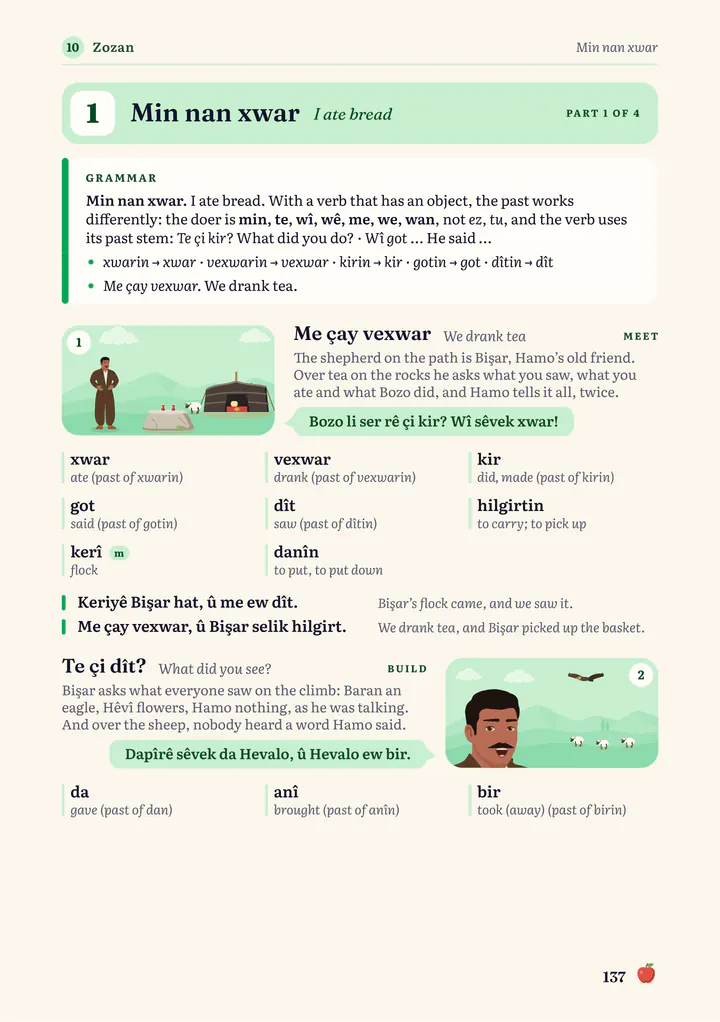 10 Zozan
Min nan xwar
1 Min nan xwar I ate bread PART 1 OF 4
GRAMMAR
Min nan xwar. I ate bread. With a verb that has an object, the past works
differently: the doer is min, te, wî, wê, me, we, wan, not ez, tu, and the verb uses
its past stem: Te çi kir? What did you do? · Wî got … He said …
• xwarin → xwar · vexwarin → vexwar · kirin → kir · gotin → got · dîtin → dît
• Me çay vexwar. We drank tea.
1
Me çay vexwar We drank tea MEET
The shepherd on the path is Bişar, Hamo’s old friend.
Over tea on the rocks he asks what you saw, what you
ate and what Bozo did, and Hamo tells it all, twice.
Bozo li ser rê çi kir? Wî sêvek xwar!
xwar
ate (past of xwarin)
vexwar
drank (past of vexwarin)
kir
did, made (past of kirin)
got
said (past of gotin)
dît
saw (past of dîtin)
hilgirtin
to carry; to pick up
kerî m
flock
danîn
to put, to put down
Keriyê Bişar hat, û me ew dît. Bişar’s flock came, and we saw it.
Me çay vexwar, û Bişar selik hilgirt. We drank tea, and Bişar picked up the basket.
Te çi dît? What did you see? BUILD
Bişar asks what everyone saw on the climb: Baran an
eagle, Hêvî flowers, Hamo nothing, as he was talking.
And over the sheep, nobody heard a word Hamo said.
Dapîrê sêvek da Hevalo, û Hevalo ew bir.
2
da
gave (past of dan)
anî
brought (past of anîn)
bir
took (away) (past of birin)
137